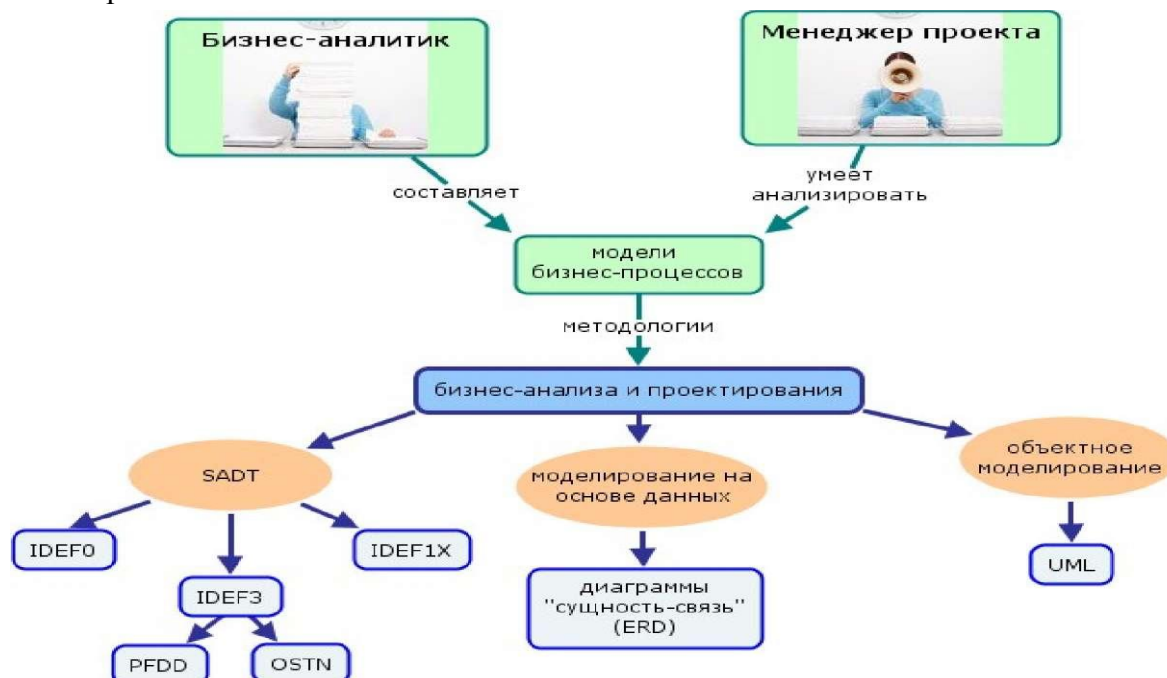 Бизнес-аналитик
Менеджер проекта
составляет
умеет
анализировать
модели
бизнес-процессов
методологии
бизнес-анализа и проектирования
SADT
моделирование на
основе данных
объектное
моделирование
IDEF0
IDEF1X
UML
IDEF3
диаграммы
"сущность-связь"
(ERD)
PFDD
OSTN